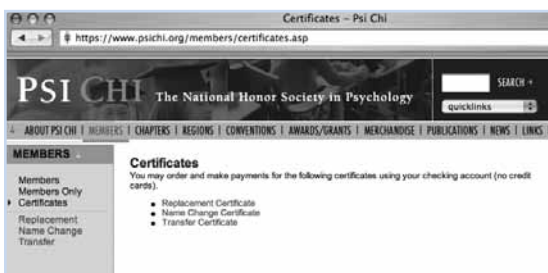 Certificates – Psi Chi
https://www.psichi.org/members/certificates.asp
PSI CHI The National Honor Society in Psychology
SEARCH
quicklinks
ABOUT PSI CHI | MEMBERS | CHAPTERS | REGIONS | CONVENTIONS | AWARDS/GRANTS | MERCHANDISE | PUBLICATIONS | NEWS | LINKS
MEMBERS
Members
Members Only
Certificates
Replacement
Name Change
Transfer
Certificates
You may order and make payments for the following certificates using your checking account (no credit
cards).
Replacement Certificate
Name Change Certificate
Transfer Certificate